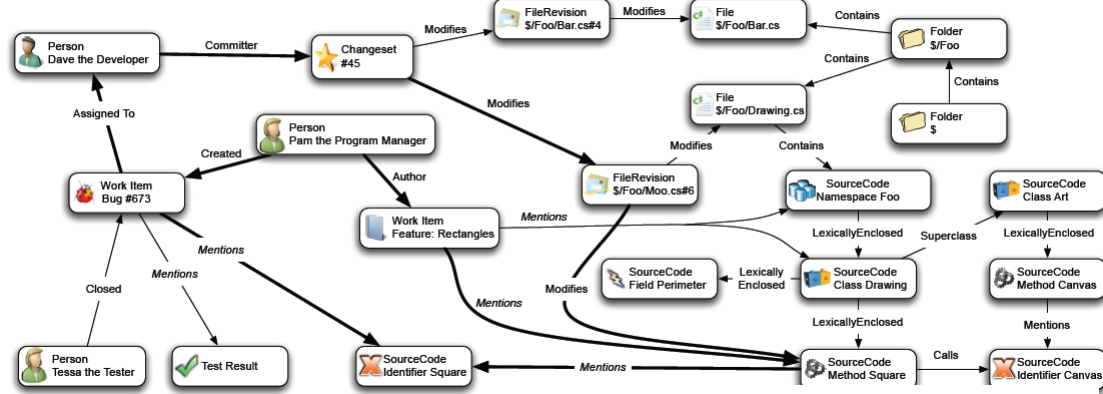 FileRevision
$/Foo/Bar.cs#4
Modifies
File
$/Foo/Bar.cs
Contains
Folder
$/Foo
Person
Dave the Developer
Committer
Changeset
#45
Modifies
Contains
Contains
Modifies
File
$/Foo/Drawing.cs
Folder
$
Assigned To
Person
Pam the Program Manager
Created
Modifies
Contains
Author
Work Item
Bug #673
FileRevision
$/Foo/Moo.cs#6
SourceCode
Namespace Foo
SourceCode
Class Art
Work Item
Feature: Rectangles
Mentions
Mentions
LexicallyEnclosed
Superclass
LexicallyEnclosed
Mentions
Closed
Mentions
Modifies
SourceCode
Field Perimeter
Lexically
Enclosed
SourceCode
Class Drawing
SourceCode
Method Canvas
LexicallyEnclosed
Mentions
Person
Tessa the Tester
Test Result
SourceCode
Identifier Square
Mentions
SourceCode
Method Square
Calls
SourceCode
Identifier Canvas